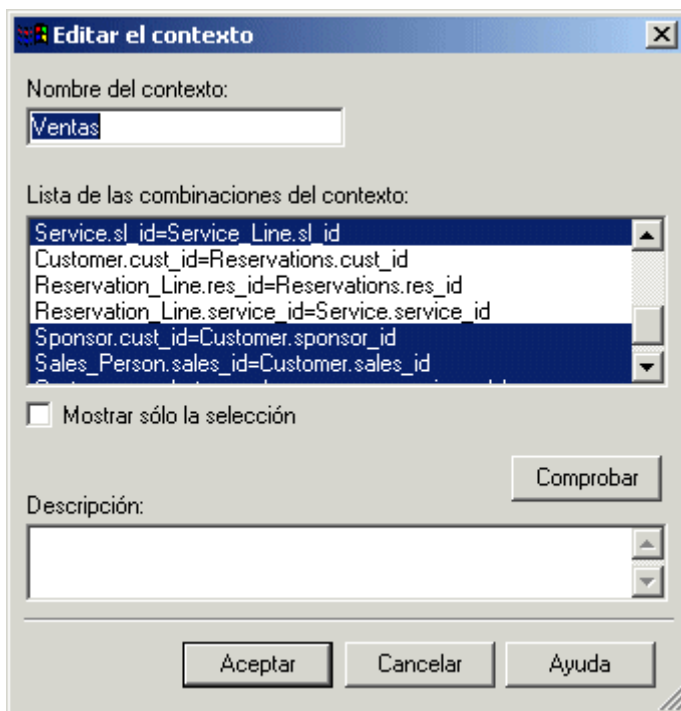 Editar el contexto
Nombre del contexto:
Ventas
Lista de las combinaciones del contexto:
Service.sl_id=Service_Line.sl_id
Customer.cust_id=Reservations.cust_id
Reservation_Line.res_id=Reservations.res_id
Reservation_Line.service_id=Service.service_id
Sponsor.cust_id=Customer.sponsor_id
Sales_Person.sales_id=Customer.sales_id
Mostrar sólo la selección
Comprobar
Descripción:
Aceptar
Cancelar
Ayuda